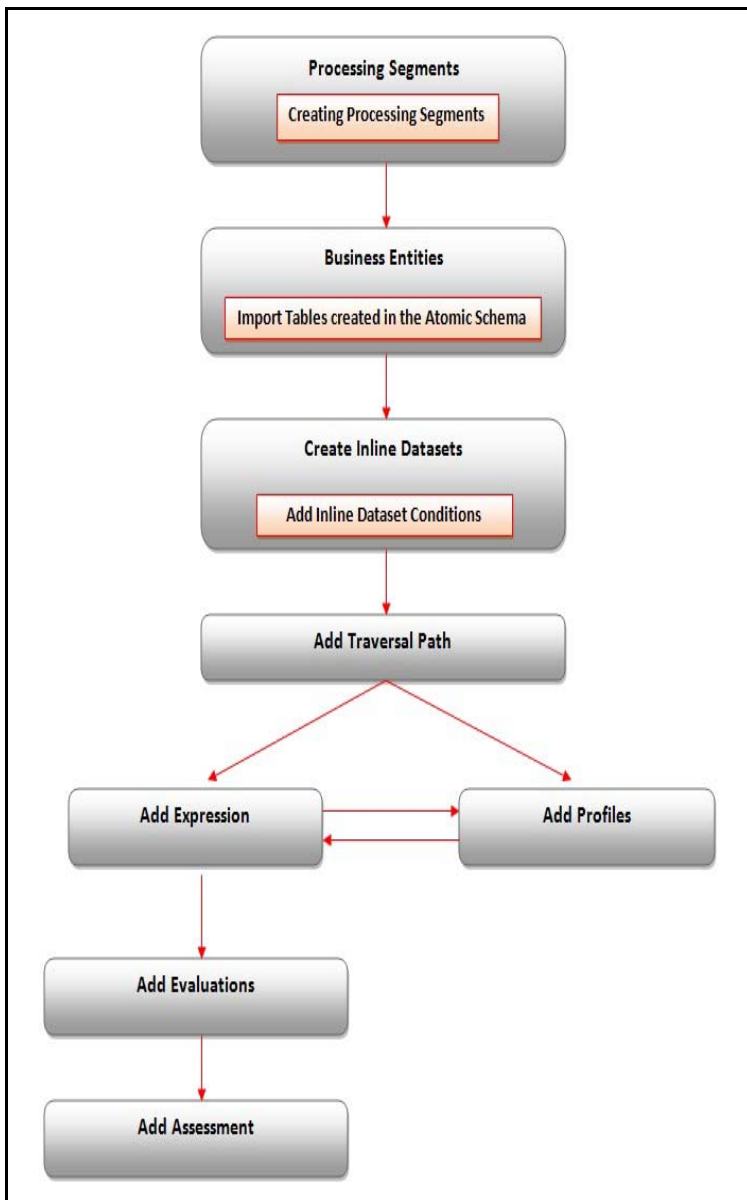 Processing Segments
Creating Processing Segments
Business Entities
Import Tables created in the Atomic Schema
Create Inline Datasets
Add Inline Dataset Conditions
Add Traversal Path
Add Expression
Add Profiles
Add Evaluations
Add Assessment